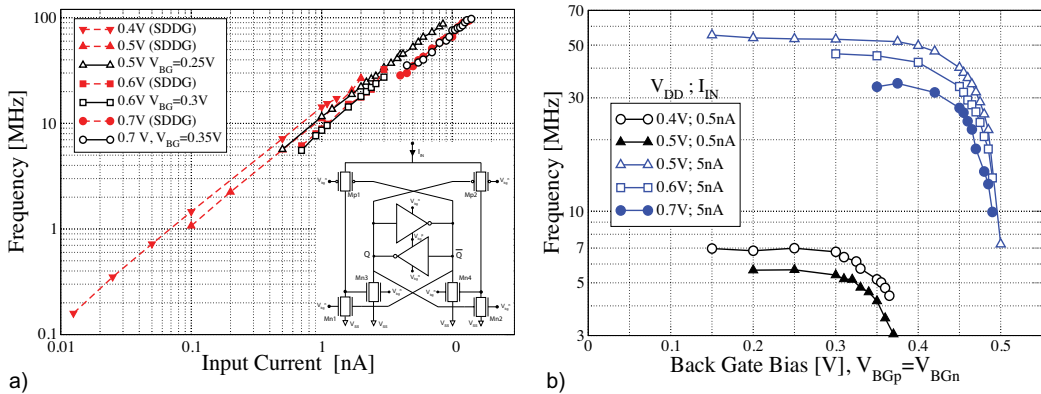 100
10
1
0.1
Frequency [MHz]
0.4V (SDDG)
0.5V (SDDG)
0.5V V_BG=0.25V
0.6V (SDDG)
0.6V V_BG=0.3V
0.7V (SDDG)
0.7 V, V_BG=0.35V
I_IN
Mp1
Mp2
Q
Q
Mn3
Mn4
Mn1
Mn2
0.01 0.1 1 0
Input Current [nA]
a)
70
50
30
10
7
5
3
Frequency [MHz]
V_DD ; I_IN
0.4V; 0.5nA
0.5V; 0.5nA
0.5V; 5nA
0.6V; 5nA
0.7V; 5nA
0 0.1 0.2 0.3 0.4 0.5
Back Gate Bias [V], V_BGp=V_BGn
b)